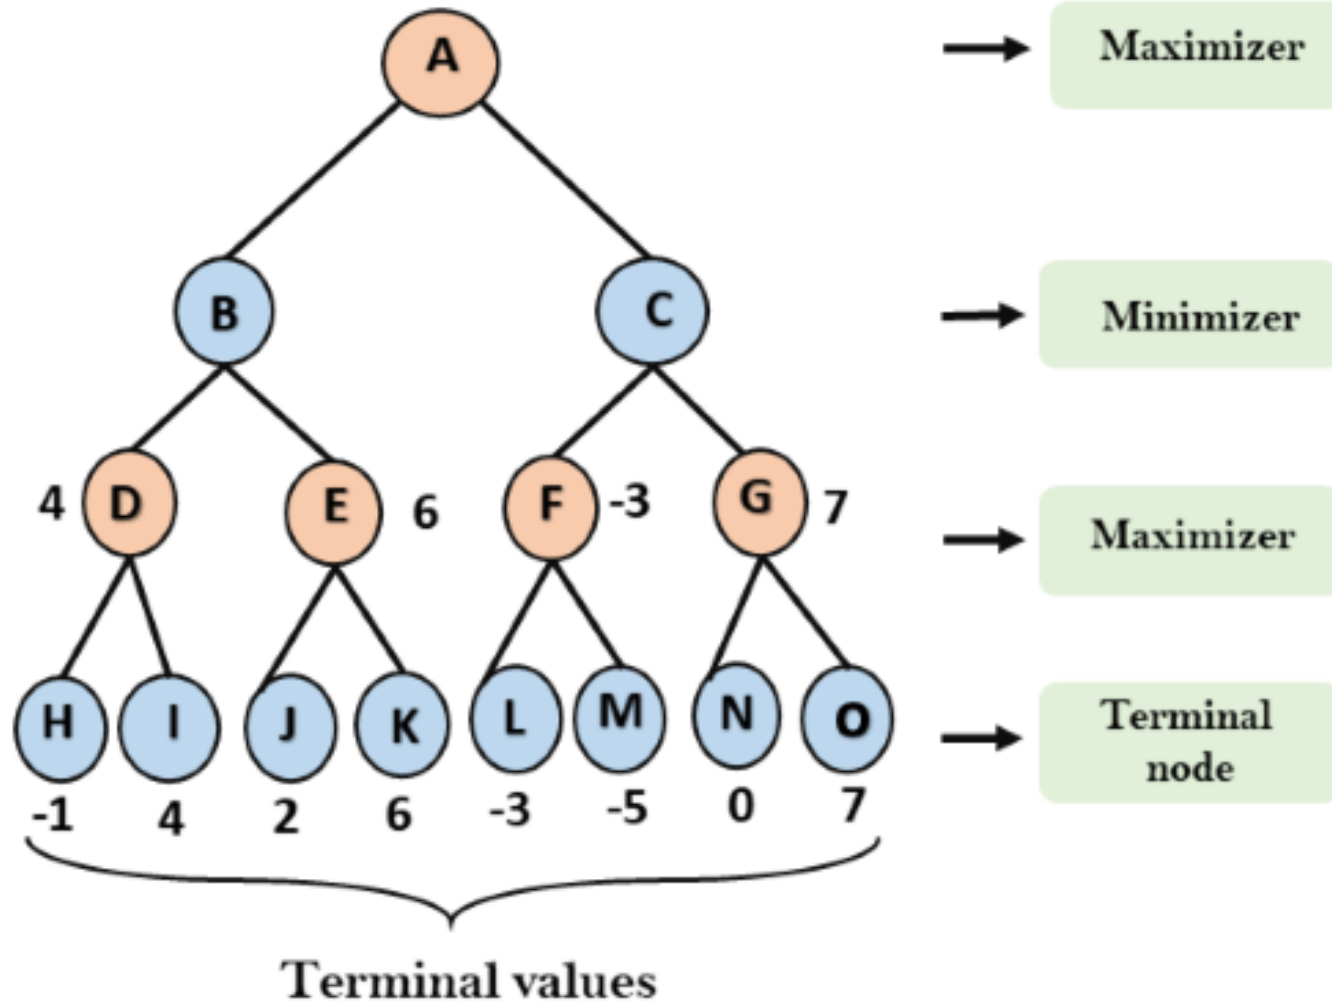 A
Maximizer
B
C
Minimizer
4
D
E
6
F
-3
G
7
Maximizer
H
I
J
K
L
M
N
O
Terminal
node
-1
4
2
6
-3
-5
0
7
Terminal values